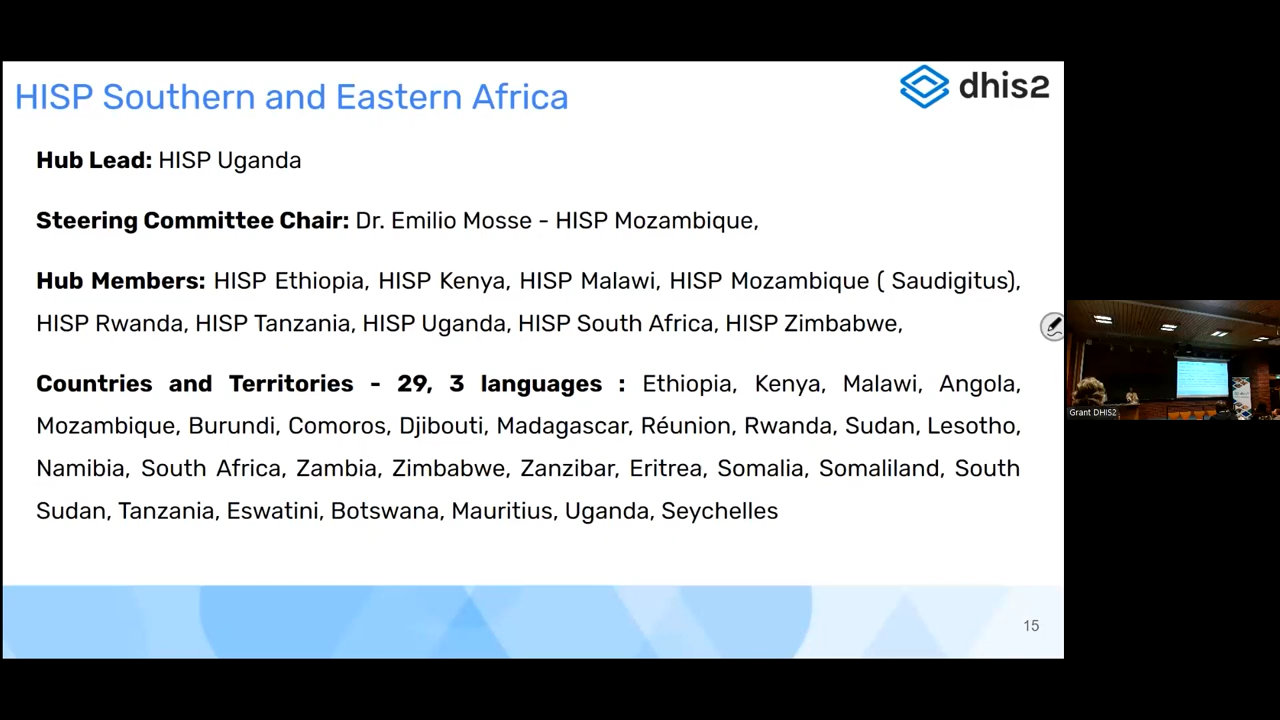 HISP Southern and Eastern Africa
dhis2
Hub Lead: HISP Uganda
Steering Committee Chair: Dr. Emilio Mosse - HISP Mozambique,
Hub Members: HISP Ethiopia, HISP Kenya, HISP Malawi, HISP Mozambique ( Saudigitus),
HISP Rwanda, HISP Tanzania, HISP Uganda, HISP South Africa, HISP Zimbabwe,
Countries and Territories - 29, 3 languages : Ethiopia, Kenya, Malawi, Angola,
Mozambique, Burundi, Comoros, Djibouti, Madagascar, Réunion, Rwanda, Sudan, Lesotho,
Namibia, South Africa, Zambia, Zimbabwe, Zanzibar, Eritrea, Somalia, Somaliland, South
Sudan, Tanzania, Eswatini, Botswana, Mauritius, Uganda, Seychelles
15
Grant DHIS2